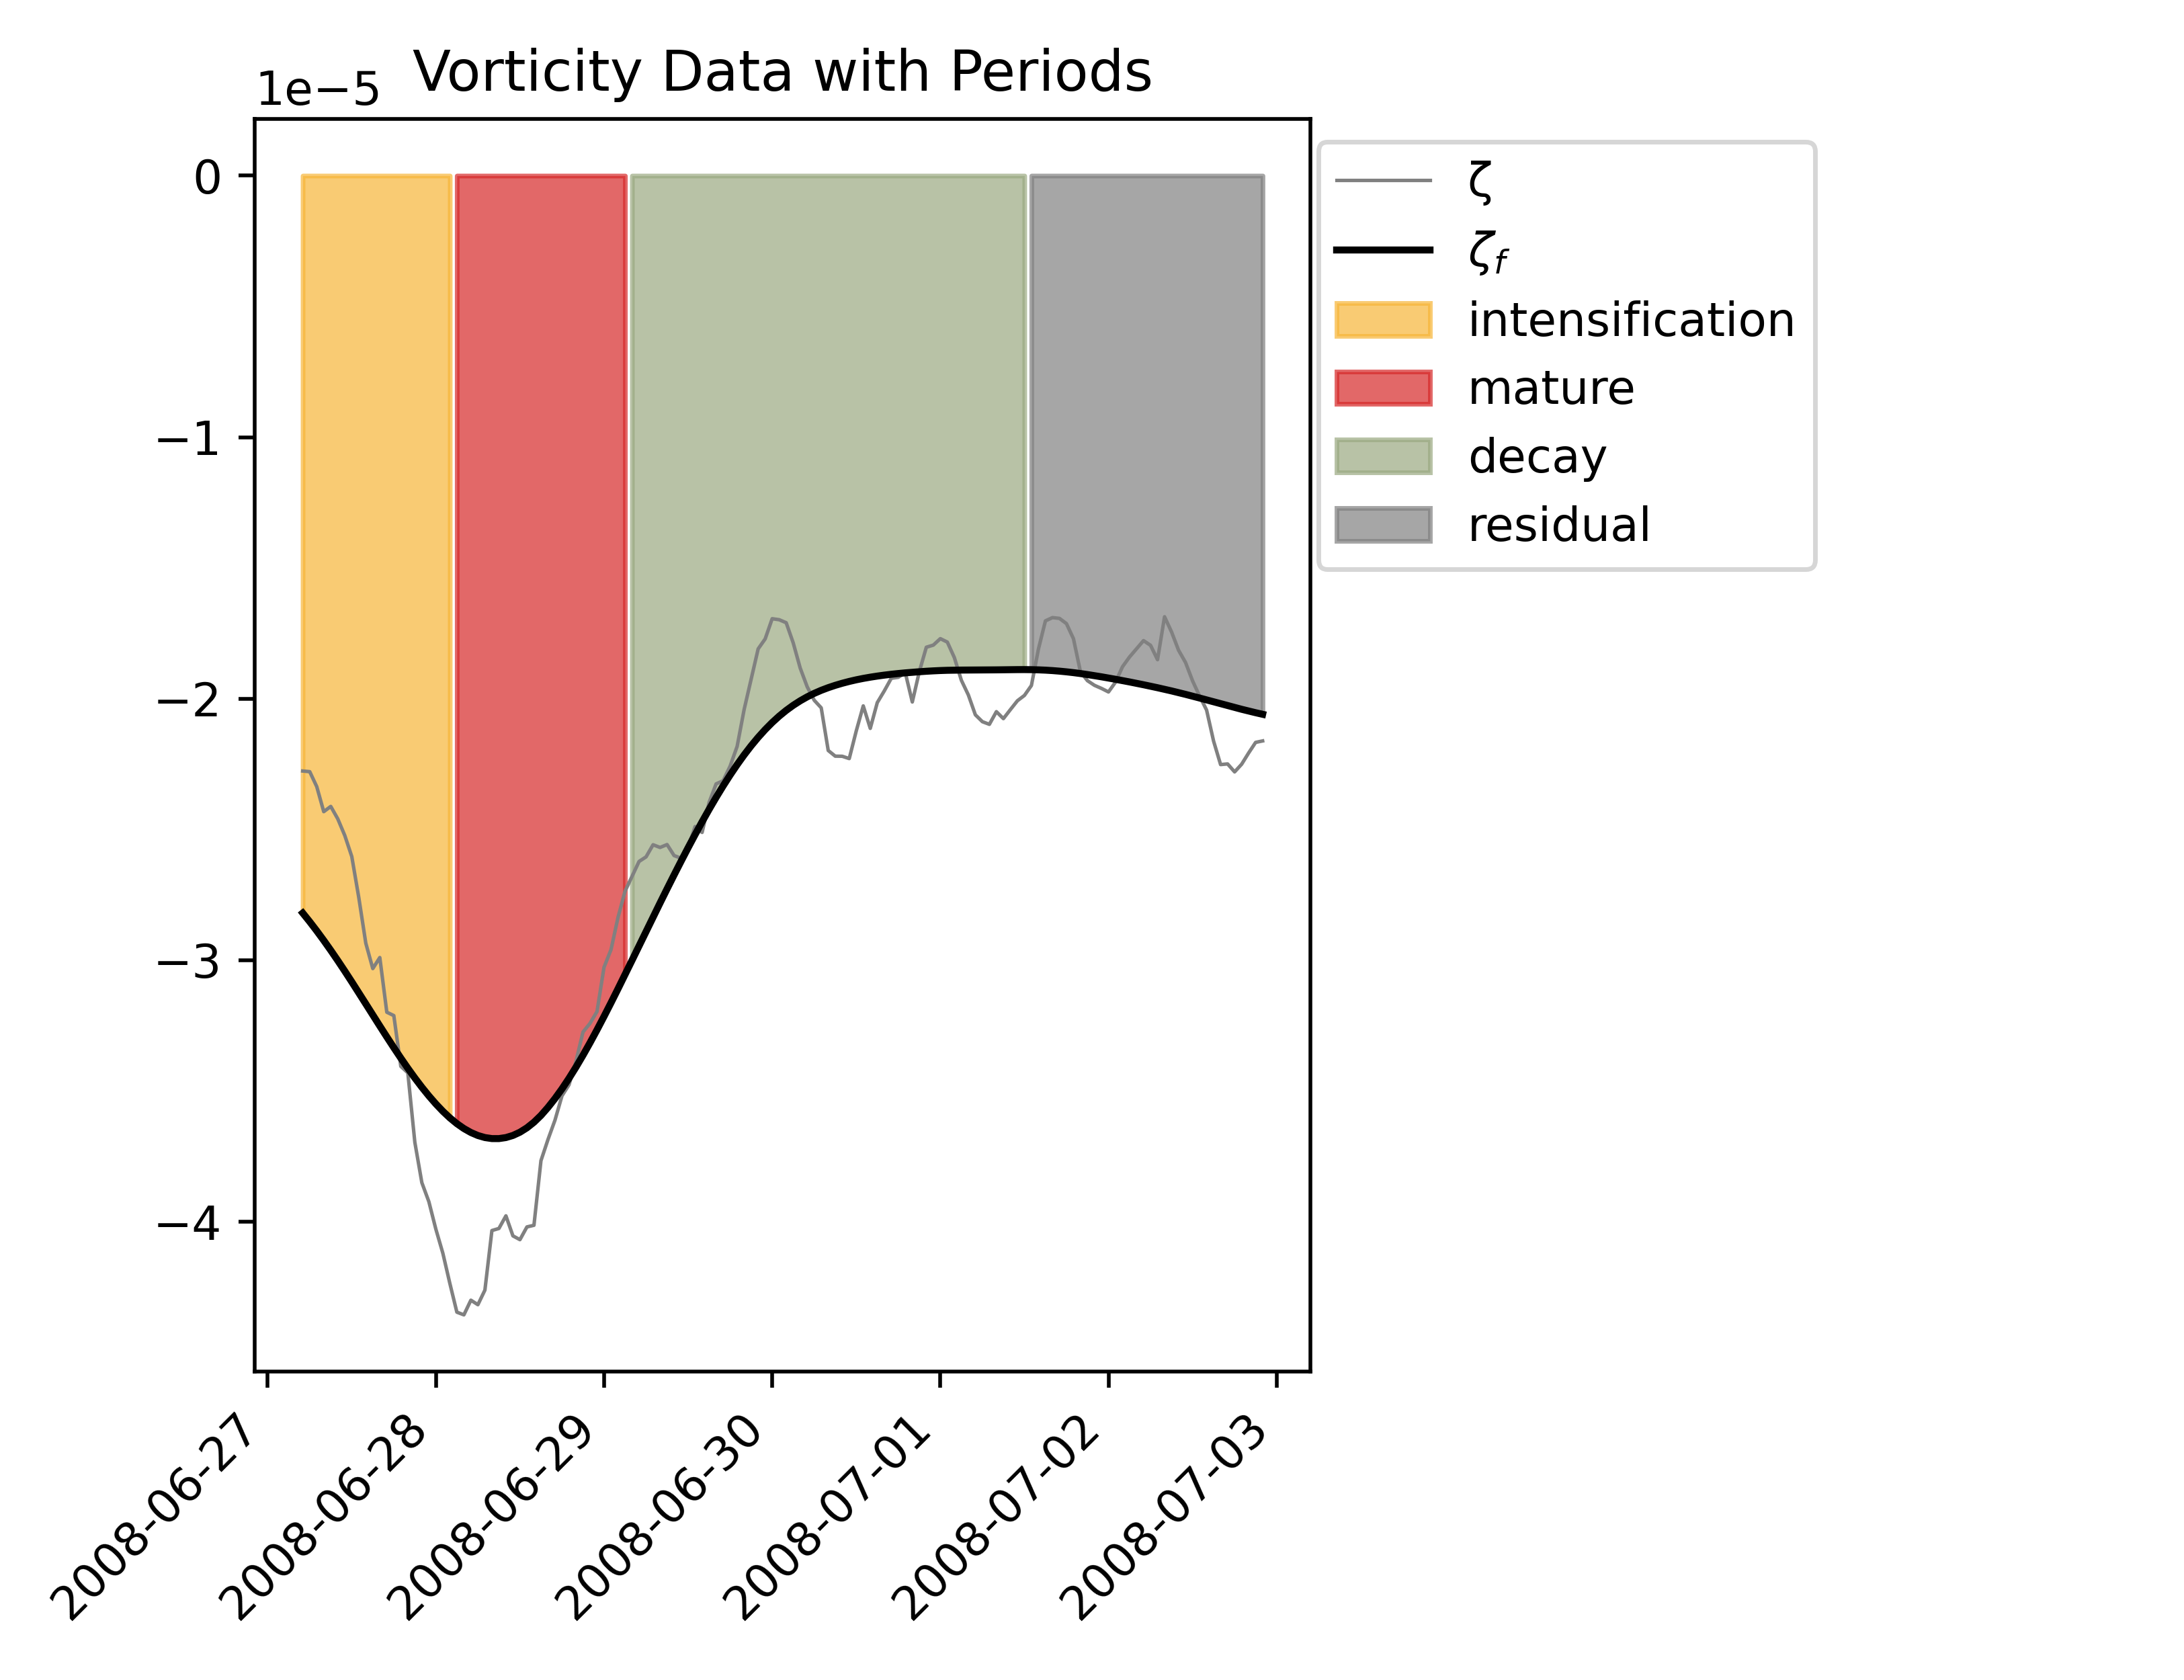 Vorticity Data with Periods
1e−5
0
−1
−2
−3
−4
2008-06-27
2008-06-28
2008-06-29
2008-06-30
2008-07-01
2008-07-02
2008-07-03
ζ
ζf
intensification
mature
decay
residual